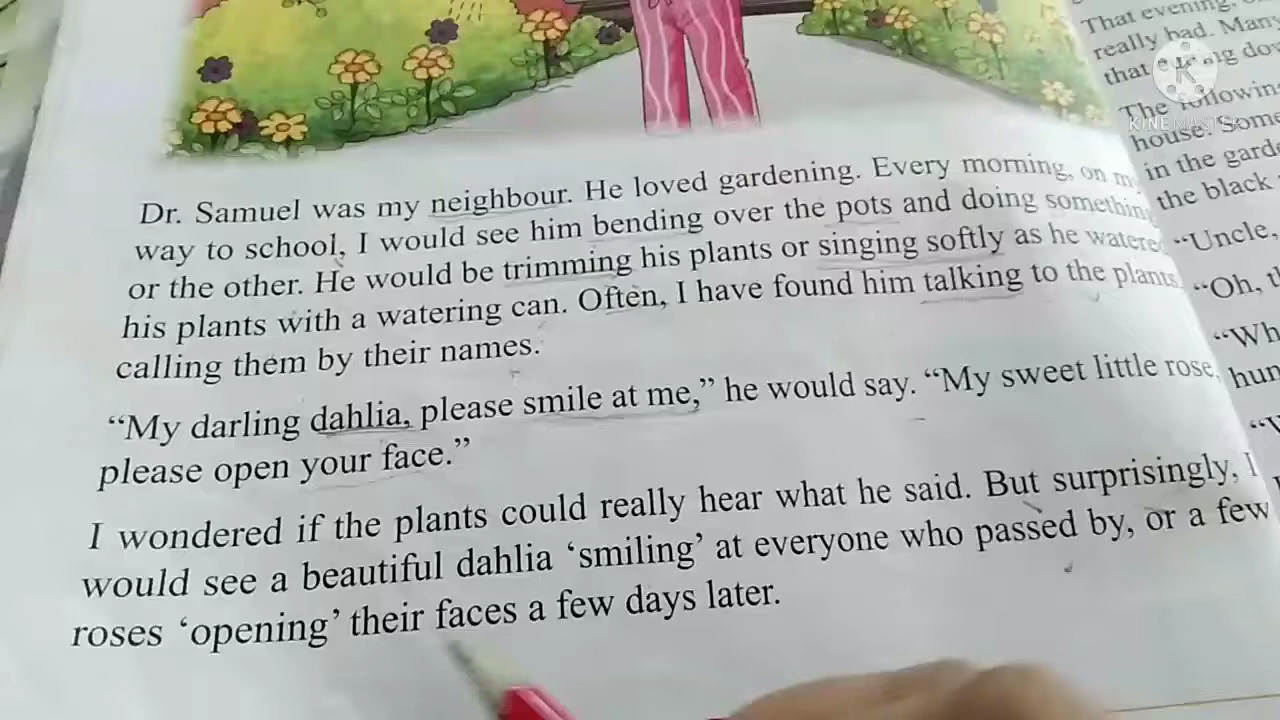 Dr. Samuel was my neighbour. He loved gardening. Every morning, on
way to school, I would see him bending over the pots and doing something
or the other. He would be trimming his plants or singing softly as he watered
his plants with a watering can. Often, I have found him talking to the plants
calling them by their names.
“My darling dahlia, please smile at me,” he would say. “My sweet little rose,
please open your face.”
I wondered if the plants could really hear what he said. But surprisingly, I
would see a beautiful dahlia ‘smiling’ at everyone who passed by, or a few
roses ‘opening’ their faces a few days later.
That evening,
really bad. Many
that
The following
house. Some
in the
the black
“Uncle,
“Oh,
K
KINEMASTER